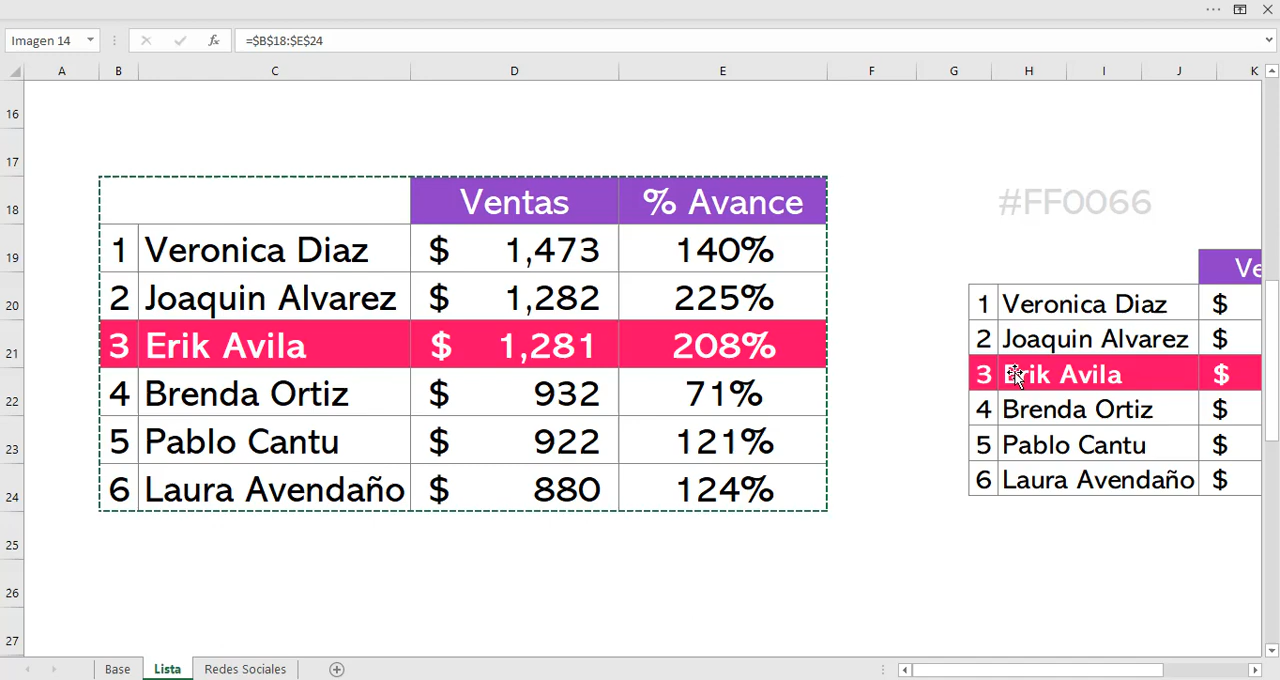 Imagen 14 fx =$B$18:$E$24
A B C D E F G H I J K
16
17
18 Ventas % Avance #FF0066
19 1 Veronica Diaz $ 1,473 140%
20 2 Joaquin Alvarez $ 1,282 225%
21 3 Erik Avila $ 1,281 208%
22 4 Brenda Ortiz $ 932 71%
23 5 Pablo Cantu $ 922 121%
24 6 Laura Avendaño $ 880 124%
25
26
27
Ve
1 Veronica Diaz $
2 Joaquin Alvarez $
3 Erik Avila $
4 Brenda Ortiz $
5 Pablo Cantu $
6 Laura Avendaño $
Base Lista Redes Sociales